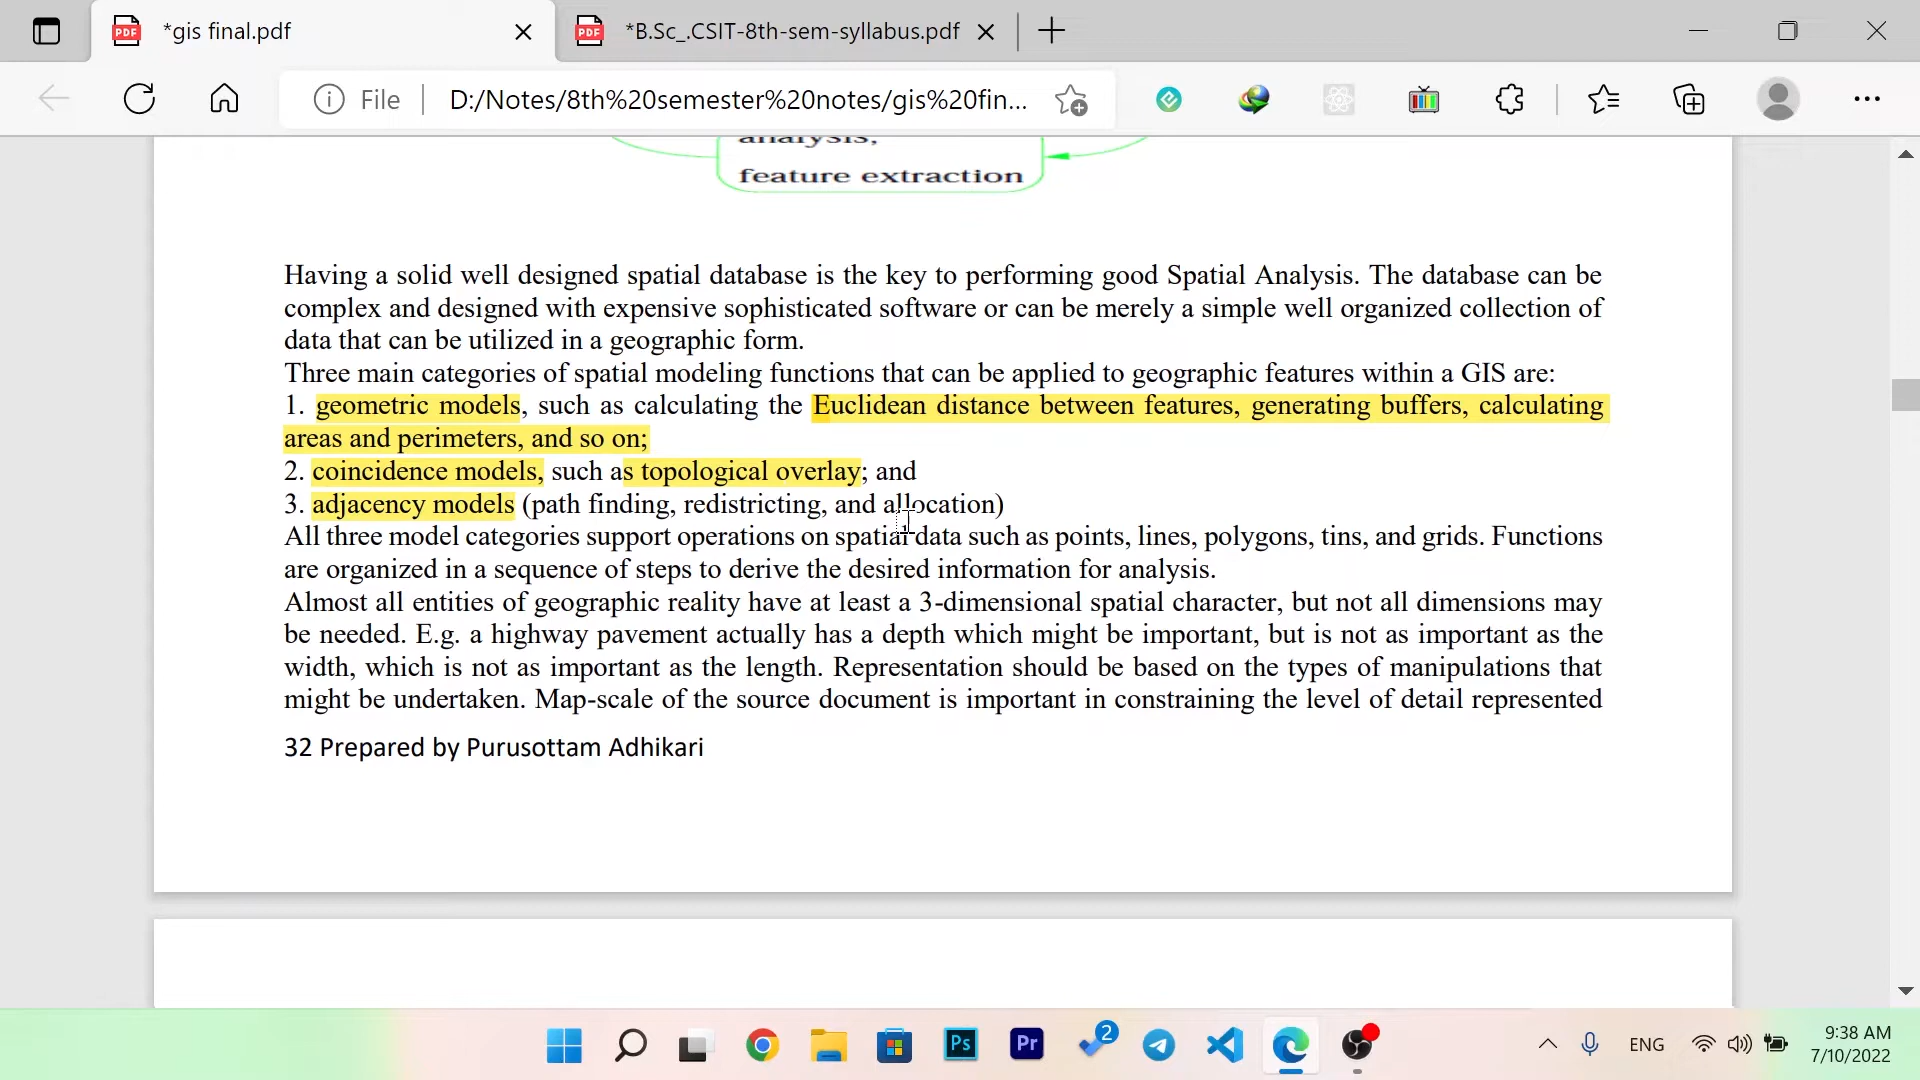 *gis final.pdf
*B.Sc_.CSIT-8th-sem-syllabus.pdf
File
D:/Notes/8th%20semester%20notes/gis%20fin...
analysis,
feature extraction
Having a solid well designed spatial database is the key to performing good Spatial Analysis. The database can be
complex and designed with expensive sophisticated software or can be merely a simple well organized collection of
data that can be utilized in a geographic form.
Three main categories of spatial modeling functions that can be applied to geographic features within a GIS are:
1. geometric models, such as calculating the Euclidean distance between features, generating buffers, calculating
areas and perimeters, and so on;
2. coincidence models, such as topological overlay; and
3. adjacency models (path finding, redistricting, and allocation)
All three model categories support operations on spatial data such as points, lines, polygons, tins, and grids. Functions
are organized in a sequence of steps to derive the desired information for analysis.
Almost all entities of geographic reality have at least a 3-dimensional spatial character, but not all dimensions may
be needed. E.g. a highway pavement actually has a depth which might be important, but is not as important as the
width, which is not as important as the length. Representation should be based on the types of manipulations that
might be undertaken. Map-scale of the source document is important in constraining the level of detail represented
32 Prepared by Purusottam Adhikari
Ps
Pr
2
ENG
9:38 AM
7/10/2022